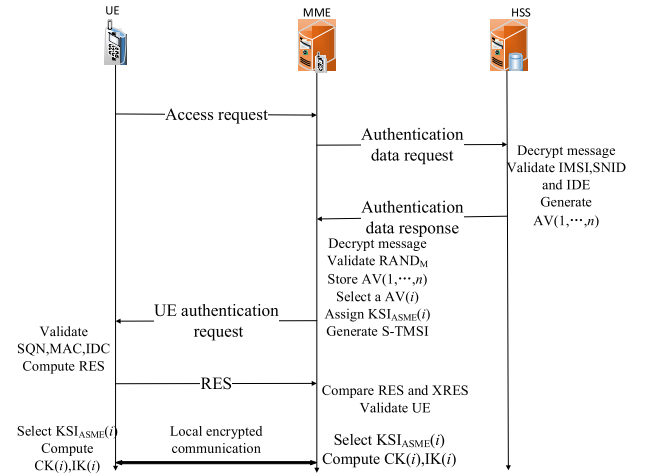 UE
MME
HSS
Access request
Authentication
data request
Decrypt message
Validate IMSI,SNID
and IDE
Generate
AV(1,⋯,n)
Authentication
data response
Decrypt message
Validate RANDM
Store AV(1,⋯,n)
Select a AV(i)
Assign KSIASME(i)
Generate S-TMSI
UE authentication
request
Validate
SQN,MAC,IDC
Compute RES
RES
Compare RES and XRES
Validate UE
Select KSIASME(i)
Compute
CK(i),IK(i)
Local encrypted
communication
Select KSIASME(i)
Compute CK(i),IK(i)